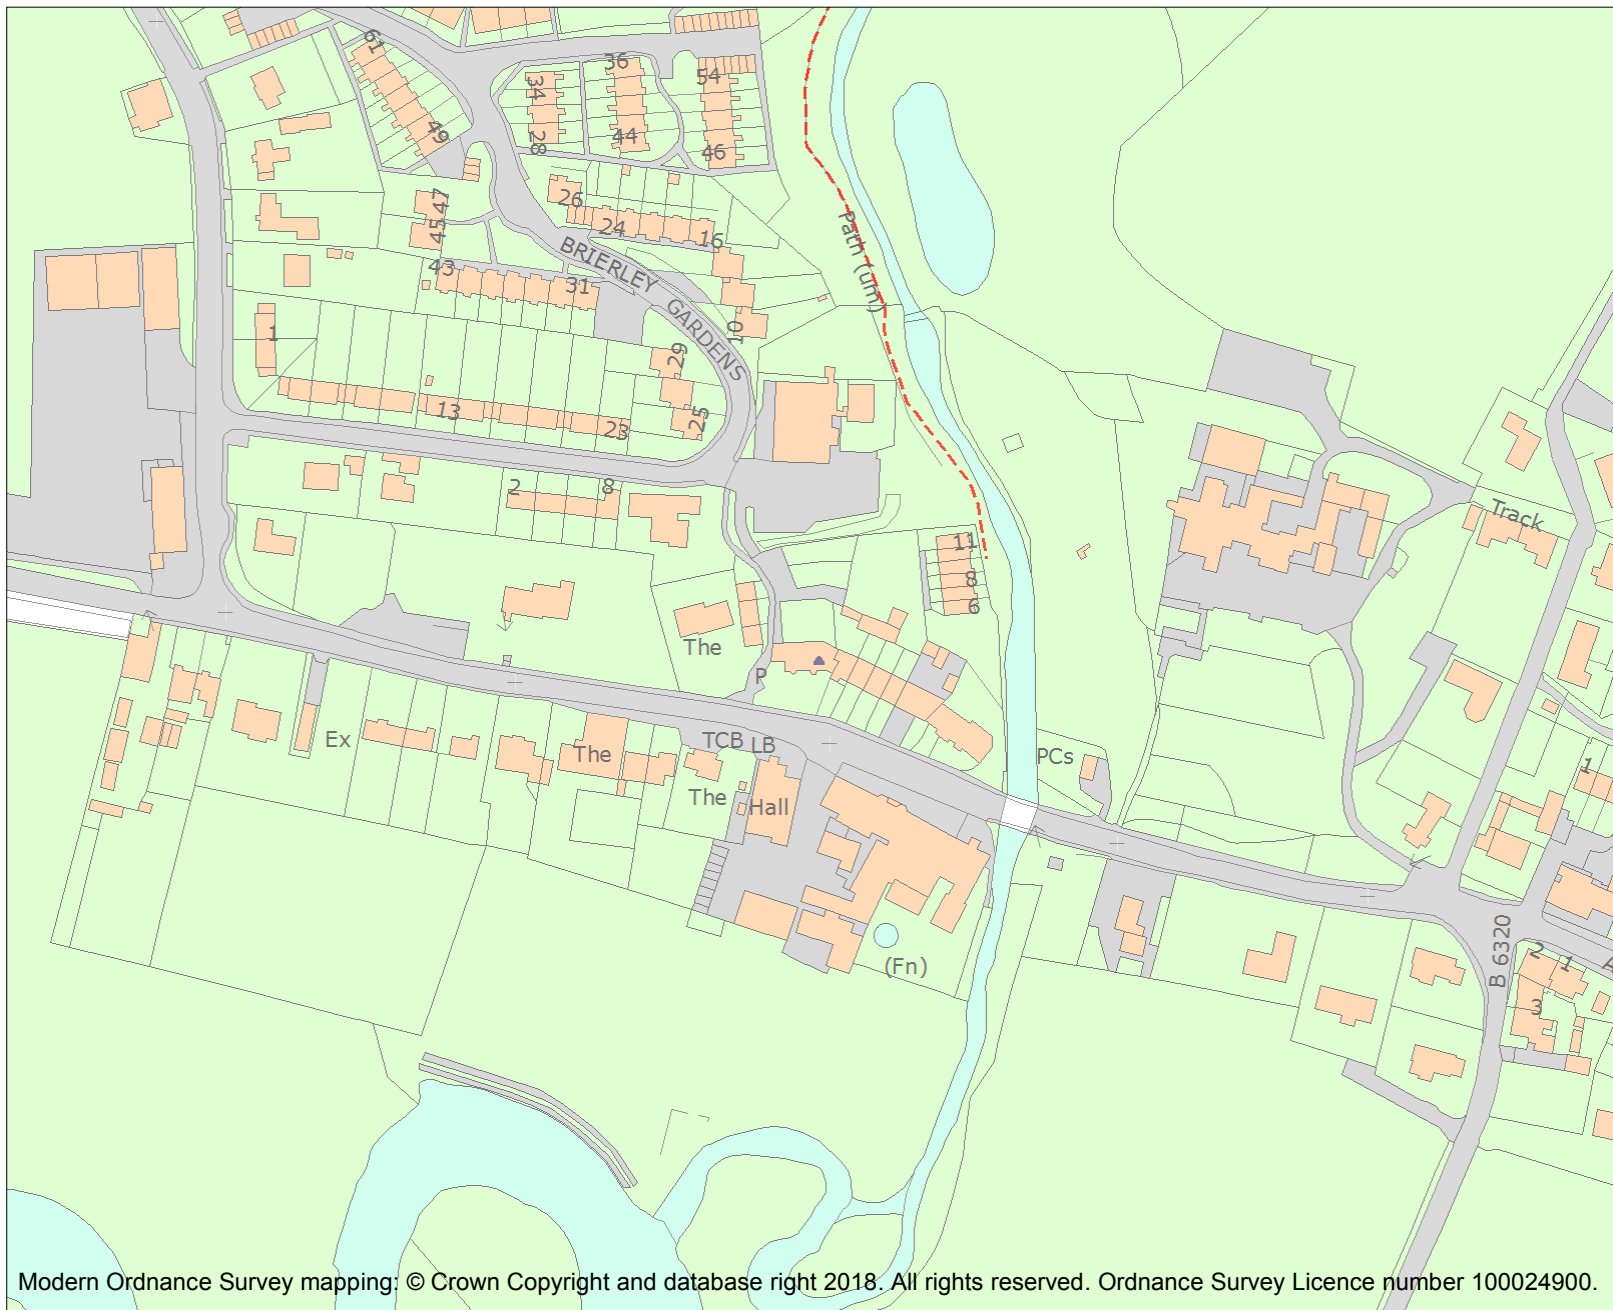 61
36
54
34
49
28
44
46
47
45
26
24
16
BRIERLEY GARDENS
Path (um)
43
31
10
29
1
13
23
25
2
8
11
8
6
Track
The
P
Ex
The
TCB
LB
PCs
The
Hall
1
(Fn)
B 6320
2
1
3
A
Modern Ordnance Survey mapping: © Crown Copyright and database right 2018. All rights reserved. Ordnance Survey Licence number 100024900.